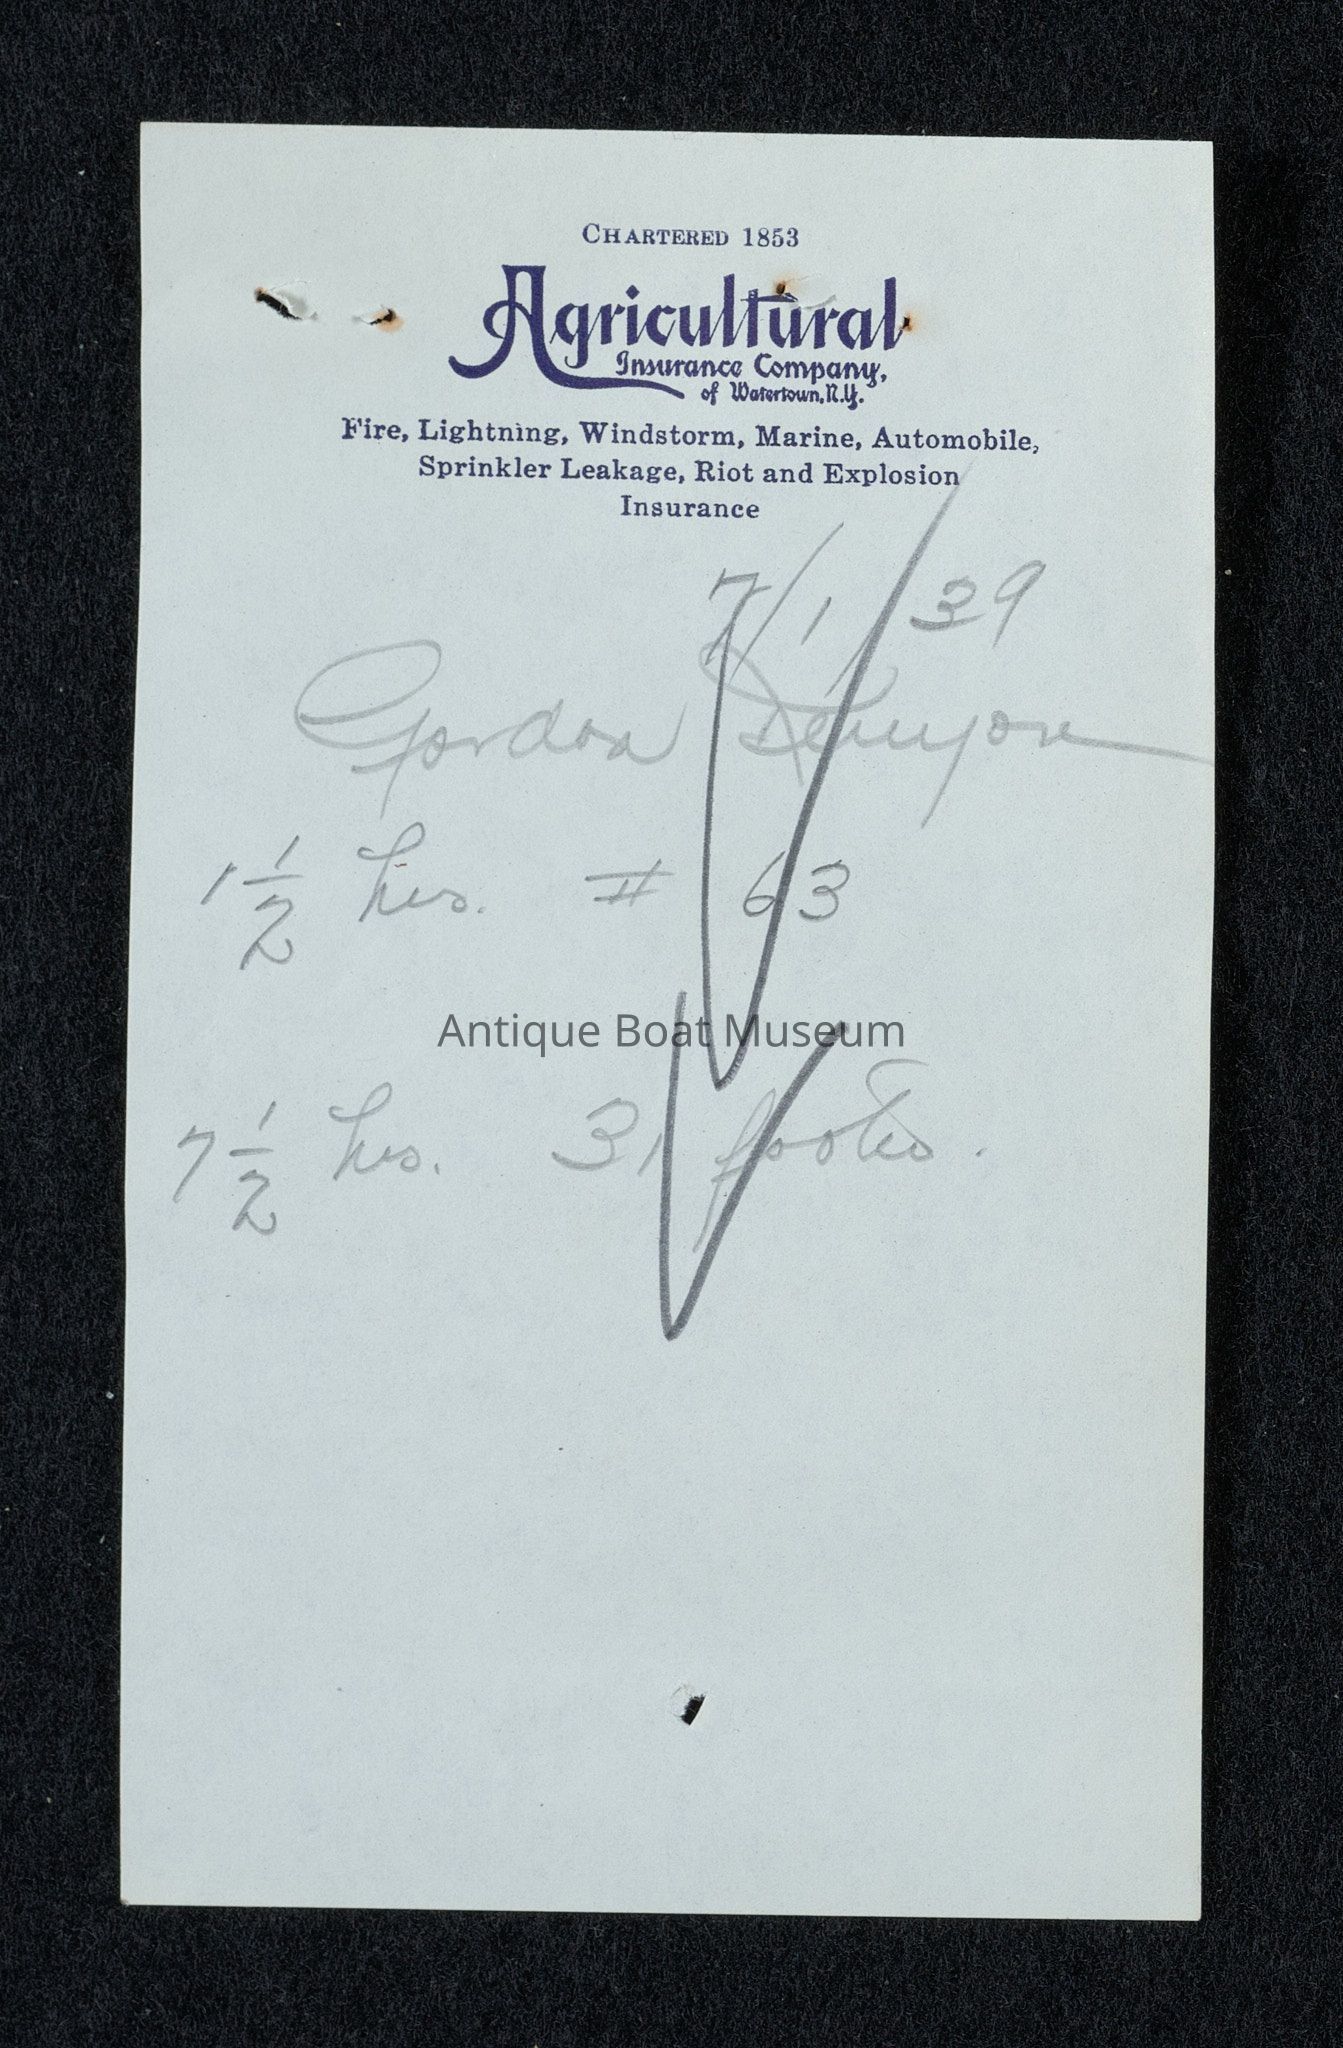 CHARTERED 1853
Agricultural
Insurance Company,
of Watertown, N.Y.
Fire, Lightning, Windstorm, Marine, Automobile,
Sprinkler Leakage, Riot and Explosion
Insurance
7/1/39
Gordon Kenyon
1 1/2 hrs. # 63
Antique Boat Museum
7 1/2 hrs. 31